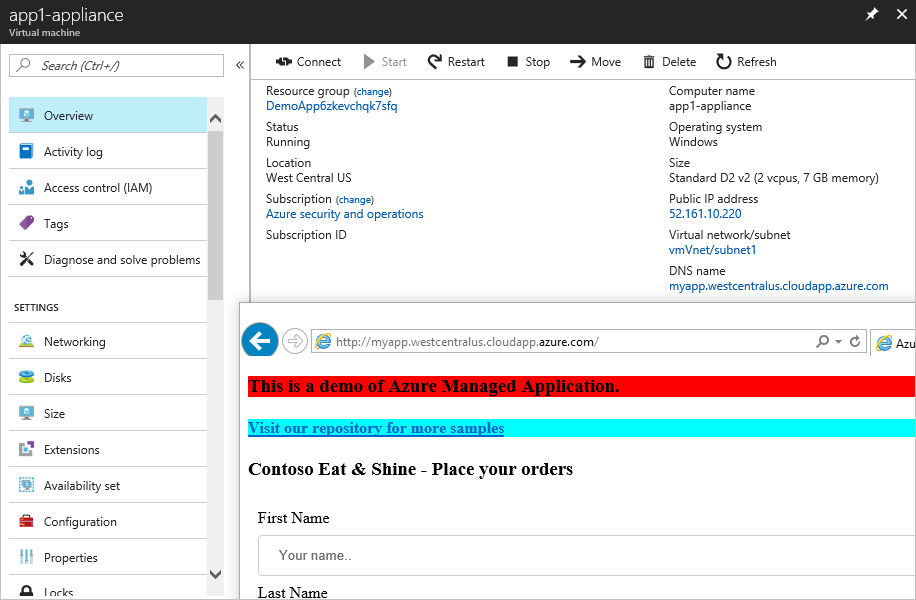 app1-appliance
Virtual machine
Search (Ctrl+/)
Overview
Activity log
Access control (IAM)
Tags
Diagnose and solve problems
SETTINGS
Networking
Disks
Size
Extensions
Availability set
Configuration
Properties
Locks
Connect Start Restart Stop Move Delete Refresh
Resource group (change)
DemoApp6zkevchqk7sfq
Status
Running
Location
West Central US
Subscription (change)
Azure security and operations
Subscription ID
Computer name
app1-appliance
Operating system
Windows
Size
Standard D2 v2 (2 vcpus, 7 GB memory)
Public IP address
52.161.10.220
Virtual network/subnet
vmVnet/subnet1
DNS name
myapp.westcentralus.cloudapp.azure.com
http://myapp.westcentralus.cloudapp.azure.com/
Azu
This is a demo of Azure Managed Application.
Visit our repository for more samples
Contoso Eat & Shine - Place your orders
First Name
Your name..
Last Name